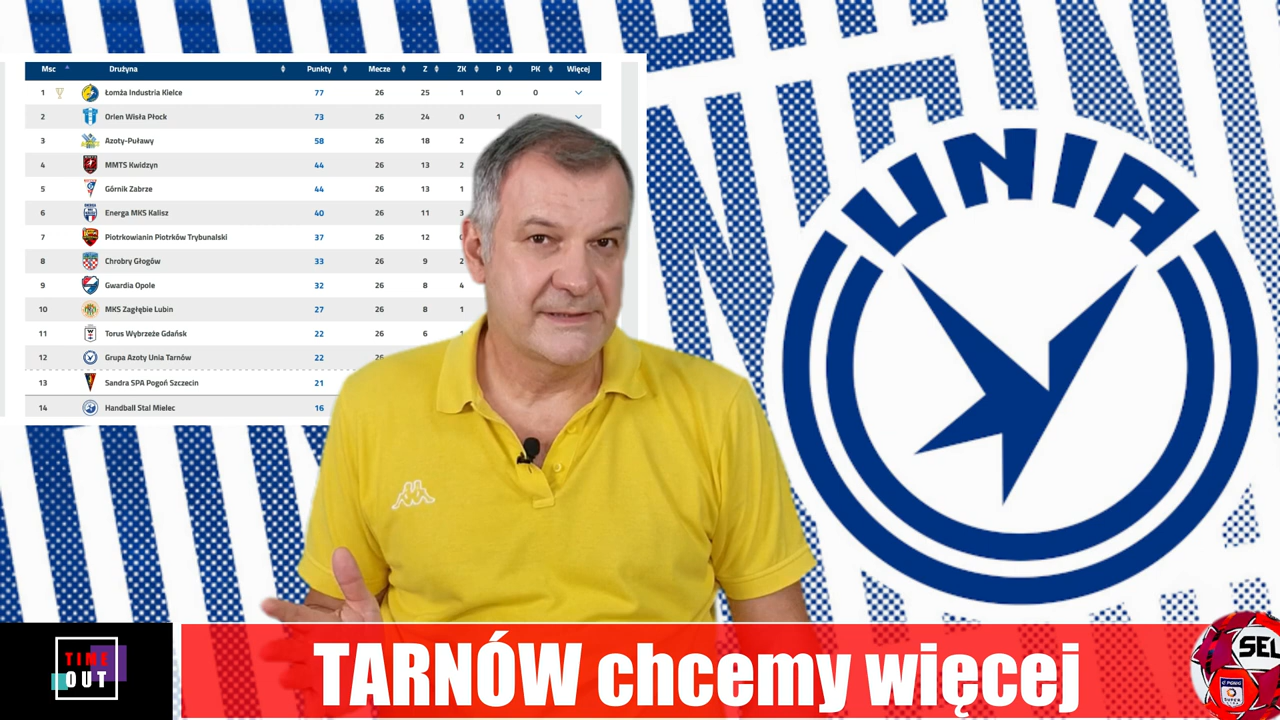 Msc Drużyna Punkty Mecze Z ZK P PK Więcej
1 Łomża Industria Kielce 77 26 25 1 0 0
2 Orlen Wisła Płock 73 26 24 0 1
3 Azoty-Puławy 58 26 18 2
4 MMTS Kwidzyn 44 26 13 2
5 Górnik Zabrze 44 26 13 1
6 Energa MKS Kalisz 40 26 11 3
7 Piotrkowianin Piotrków Trybunalski 37 26 12
8 Chrobry Głogów 33 26 9 2
9 Gwardia Opole 32 26 8 4
10 MKS Zagłębie Lubin 27 26 8 1
11 Torus Wybrzeże Gdańsk 22 26 6
12 Grupa Azoty Unia Tarnów 22 26
13 Sandra SPA Pogoń Szczecin 21
14 Handball Stal Mielec 16
UNIA
TIME
OUT
TARNÓW chcemy więcej
SEL
PGNiG
SUPER